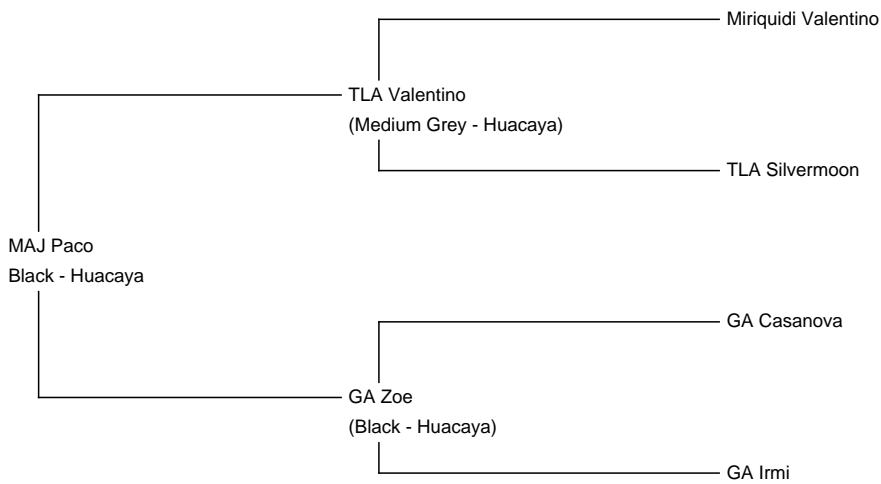 Miriquidi Valentino
TLA Valentino
(Medium Grey - Huacaya)
TLA Silvermoon
MAJ Paco
Black - Huacaya
GA Casanova
GA Zoe
(Black - Huacaya)
GA Irmi